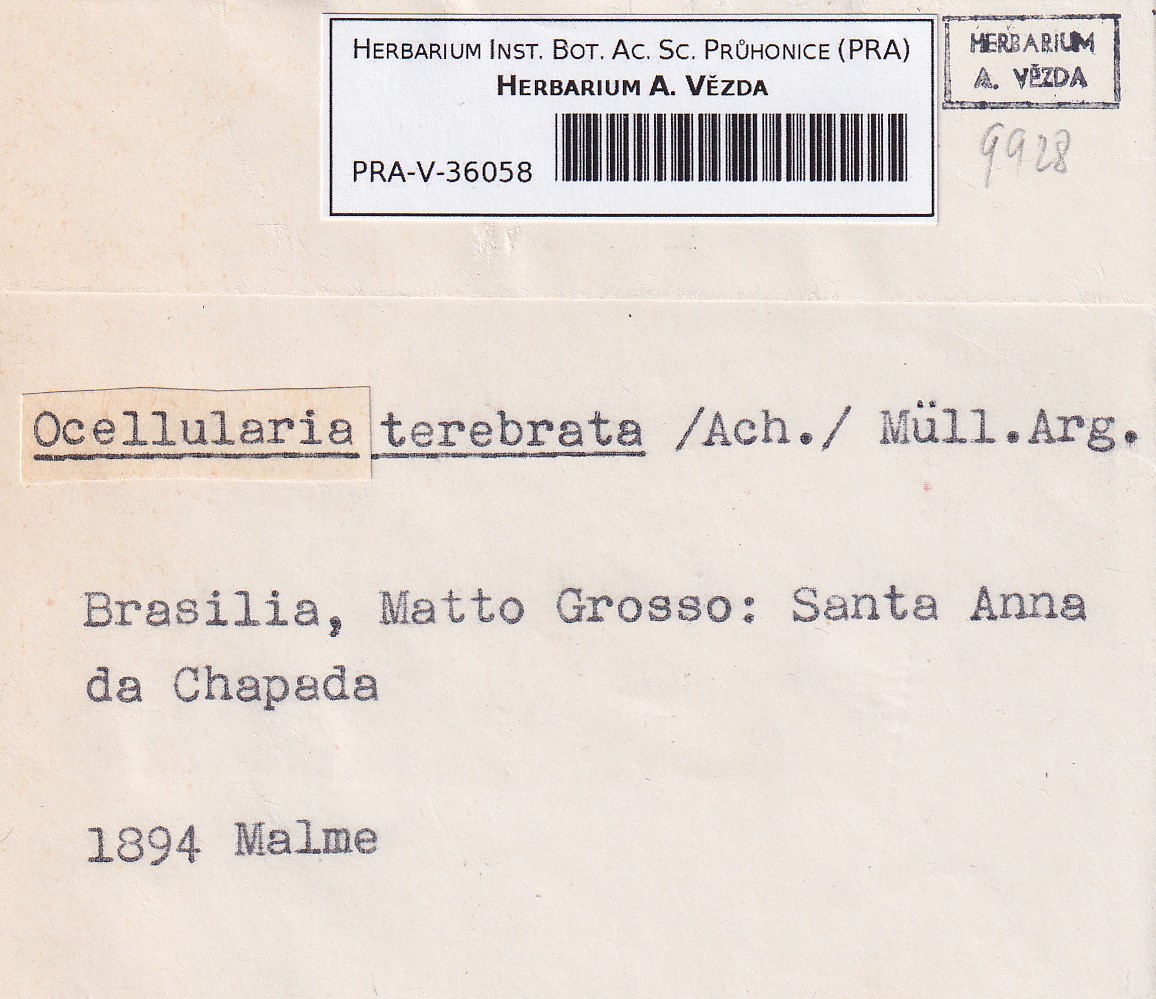 HERBARIUM INST. BOT. AC. SC. PRŮHONICE (PRA)
HERBARIUM A. VĚZDA
PRA-V-36058
HERBARIUM
A. VĚZDA
9928
Ocellularia terebrata /Ach./ Müll.Arg.
Brasilia, Matto Grosso: Santa Anna
da Chapada
1894 Malme